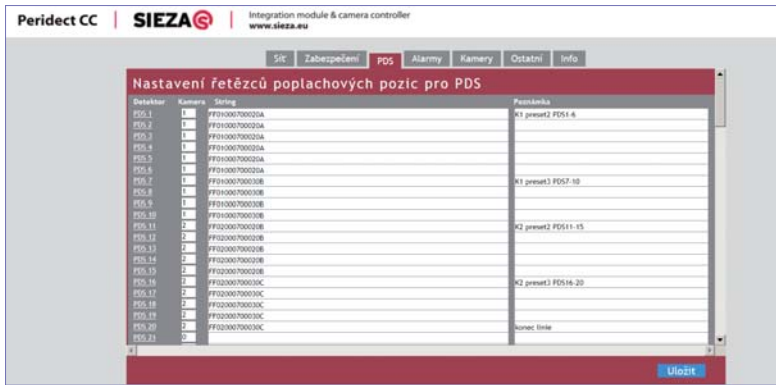 Peridect CC
SIEZA
Integration module & camera controller
www.sieza.eu
Síť Zabezpečení PDS Alarmy Kamery Ostatní Info
Nastavení řetězců poplachových pozic pro PDS
Detektor Kamera String Poznámka
PDS 1 1 FF01000700020A K1 preset2 PDS1-6
PDS 2 1 FF01000700020A
PDS 3 1 FF01000700020A
PDS 4 1 FF01000700020A
PDS 5 1 FF01000700020A
PDS 6 1 FF01000700020A
PDS 7 1 FF01000700030B K1 preset3 PDS7-10
PDS 8 1 FF01000700030B
PDS 9 1 FF01000700030B
PDS 10 1 FF01000700030B
PDS 11 2 FF02000700020B K2 preset2 PDS11-15
PDS 12 2 FF02000700020B
PDS 13 2 FF02000700020B
PDS 14 2 FF02000700020B
PDS 15 2 FF02000700020B
PDS 16 2 FF02000700030C K2 preset3 PDS16-20
PDS 17 2 FF02000700030C
PDS 18 2 FF02000700030C
PDS 19 2 FF02000700030C
PDS 20 2 FF02000700030C konec linie
PDS 21 0
Uložit